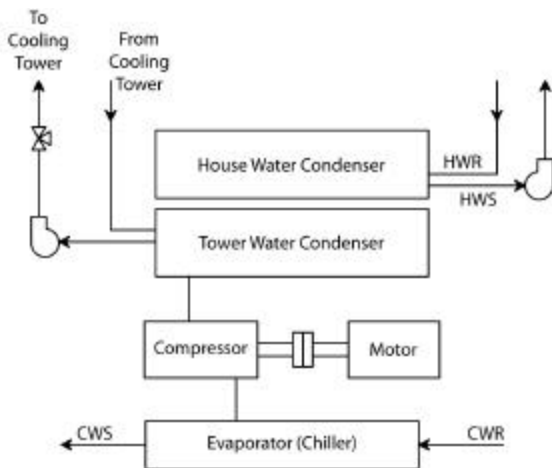 To
Cooling
Tower
From
Cooling
Tower
House Water Condenser
HWR
HWS
Tower Water Condenser
Compressor
Motor
CWS
Evaporator (Chiller)
CWR